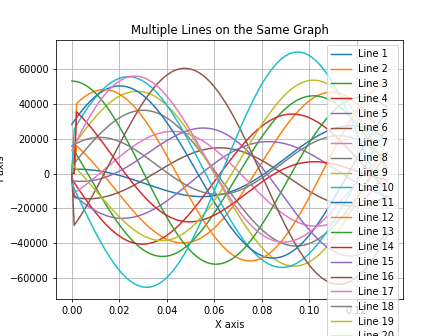 Multiple Lines on the Same Graph
60000
40000
20000
0
−20000
−40000
−60000
axis
0.00
0.02
0.04
0.06
0.08
0.10
X axis
Line 1
Line 2
Line 3
Line 4
Line 5
Line 7
Line 8
Line 9
Line 10
Line 11
Line 12
Line 13
Line 14
Line 15
Line 16
Line 17
Line 18
Line 19
Line 20